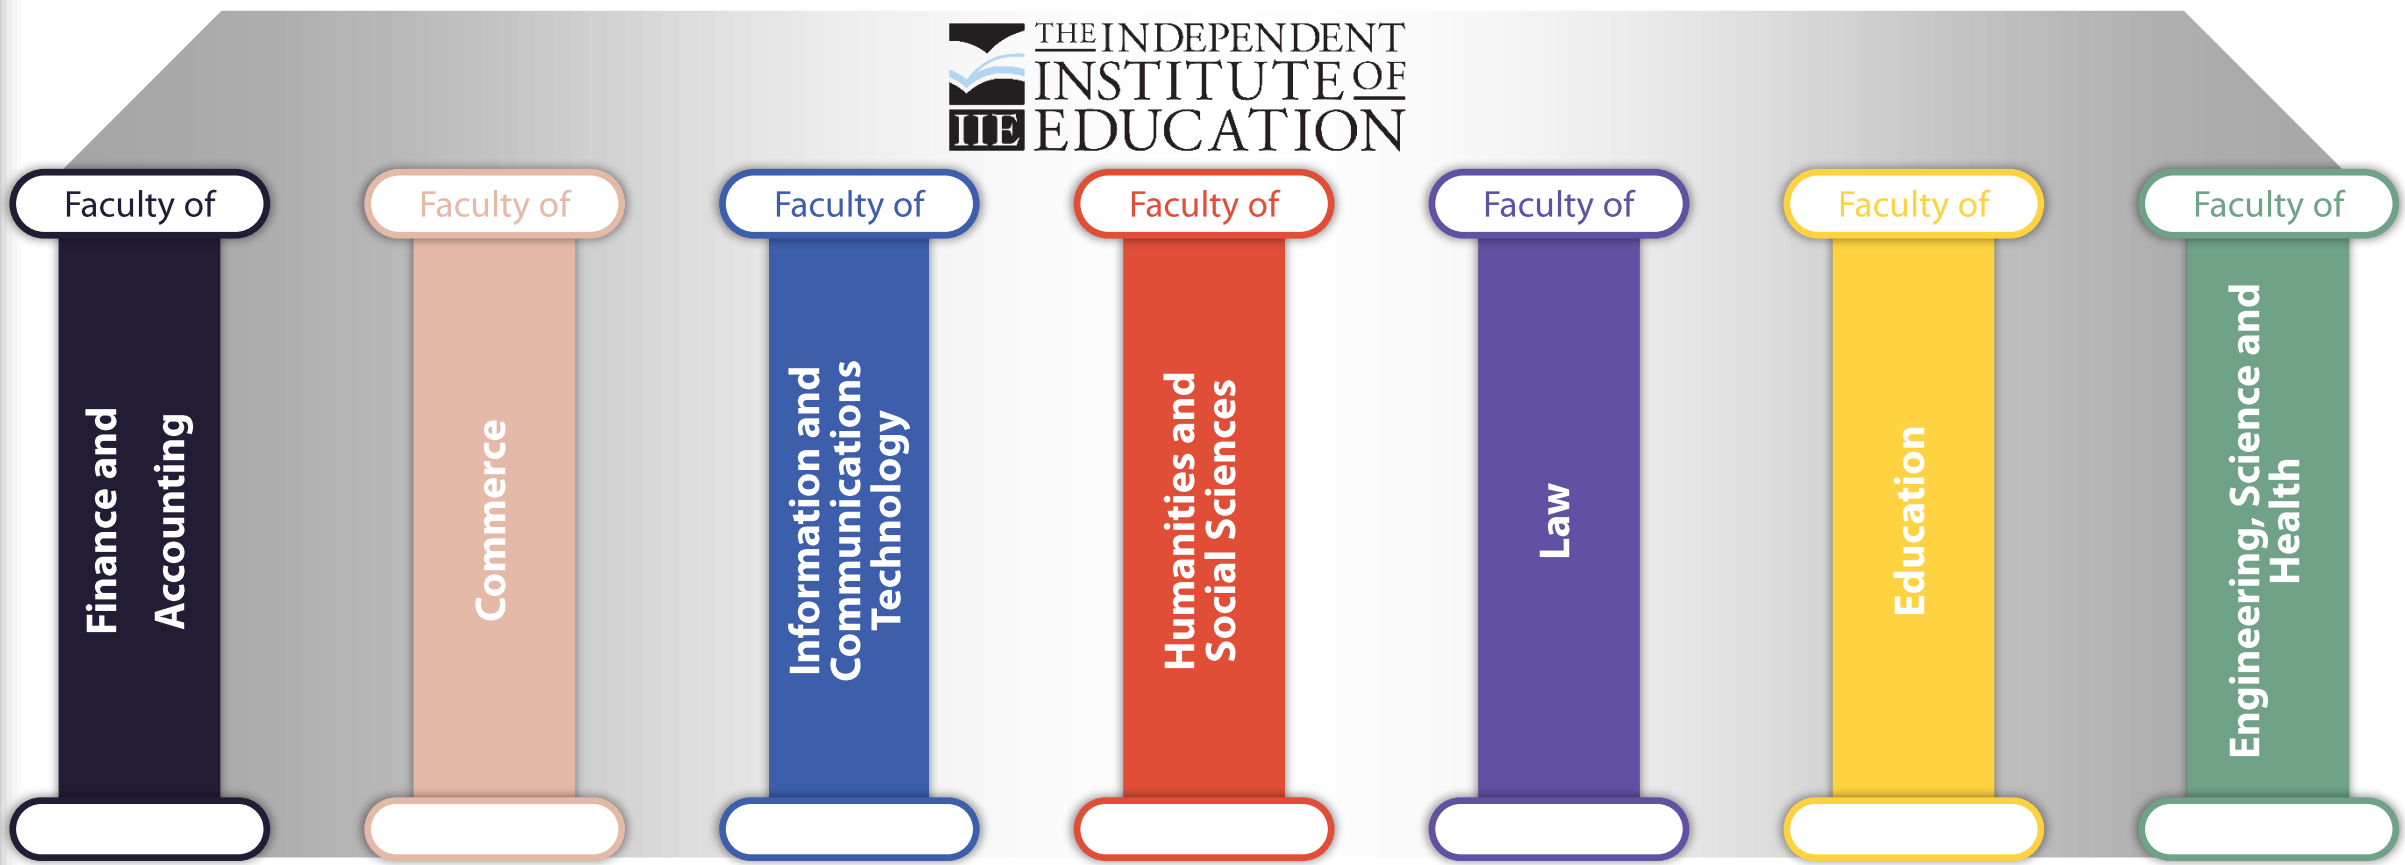 THE INDEPENDENT
INSTITUTE OF
EDUCATION
IIE
Faculty of
Finance and
Accounting
Faculty of
Commerce
Faculty of
Information and
Communications
Technology
Faculty of
Humanities and
Social Sciences
Faculty of
Law
Faculty of
Education
Faculty of
Engineering, Science and
Health